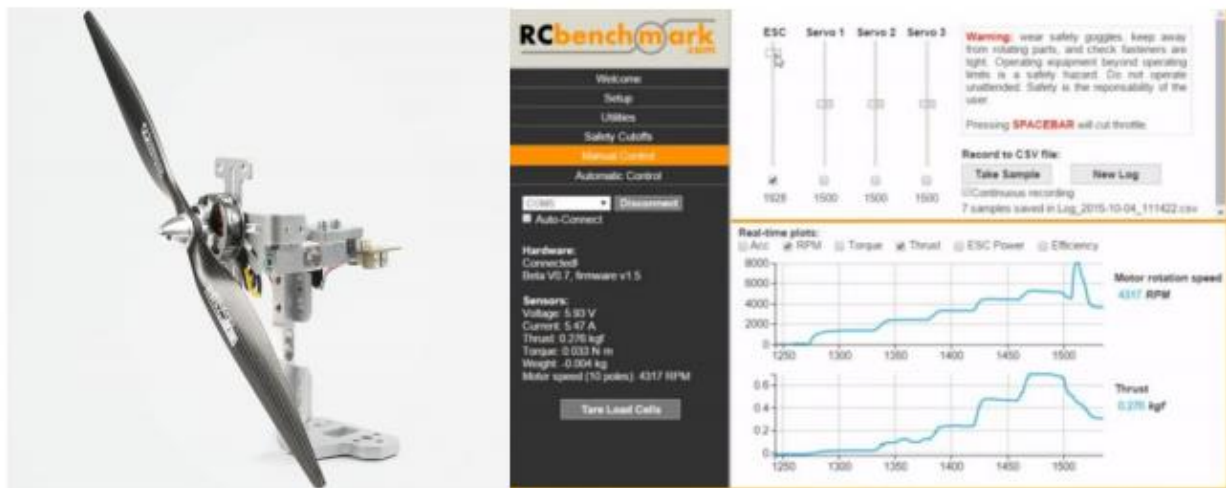 RCbenchmark
.com
Welcome
Setup
Utilities
Safety Cutoffs
Manual Control
Automatic Control
COM5 Disconnect
Auto-Connect
Hardware:
Connected!
Beta V0.7, firmware v1.5
Sensors:
Voltage: 5.93 V
Current: 5.47 A
Thrust: 0.276 kgf
Torque: 0.033 N m
Weight: -0.004 kg
Motor speed (10 poles): 4317 RPM
Tare Load Cells
ESC Servo 1 Servo 2 Servo 3
1928 1500 1500 1500
Warning: wear safety goggles, keep away
from rotating parts, and check fasteners are
tight. Operating equipment beyond operating
limits is a safety hazard. Do not operate
unattended. Safety is the reponsability of the
user.
Pressing SPACEBAR will cut throttle.
Record to CSV file:
Take Sample New Log
Continuous recording
7 samples saved in Log_2015-10-04_111422.csv
Real-time plots:
Acc RPM Torque Thrust ESC Power Efficiency
8000
6000
4000
2000
0
1250 1300 1350 1400 1450 1500
Motor rotation speed
4317 RPM
0.6
0.4
0.2
0
1250 1300 1350 1400 1450 1500
Thrust
0.276 kgf